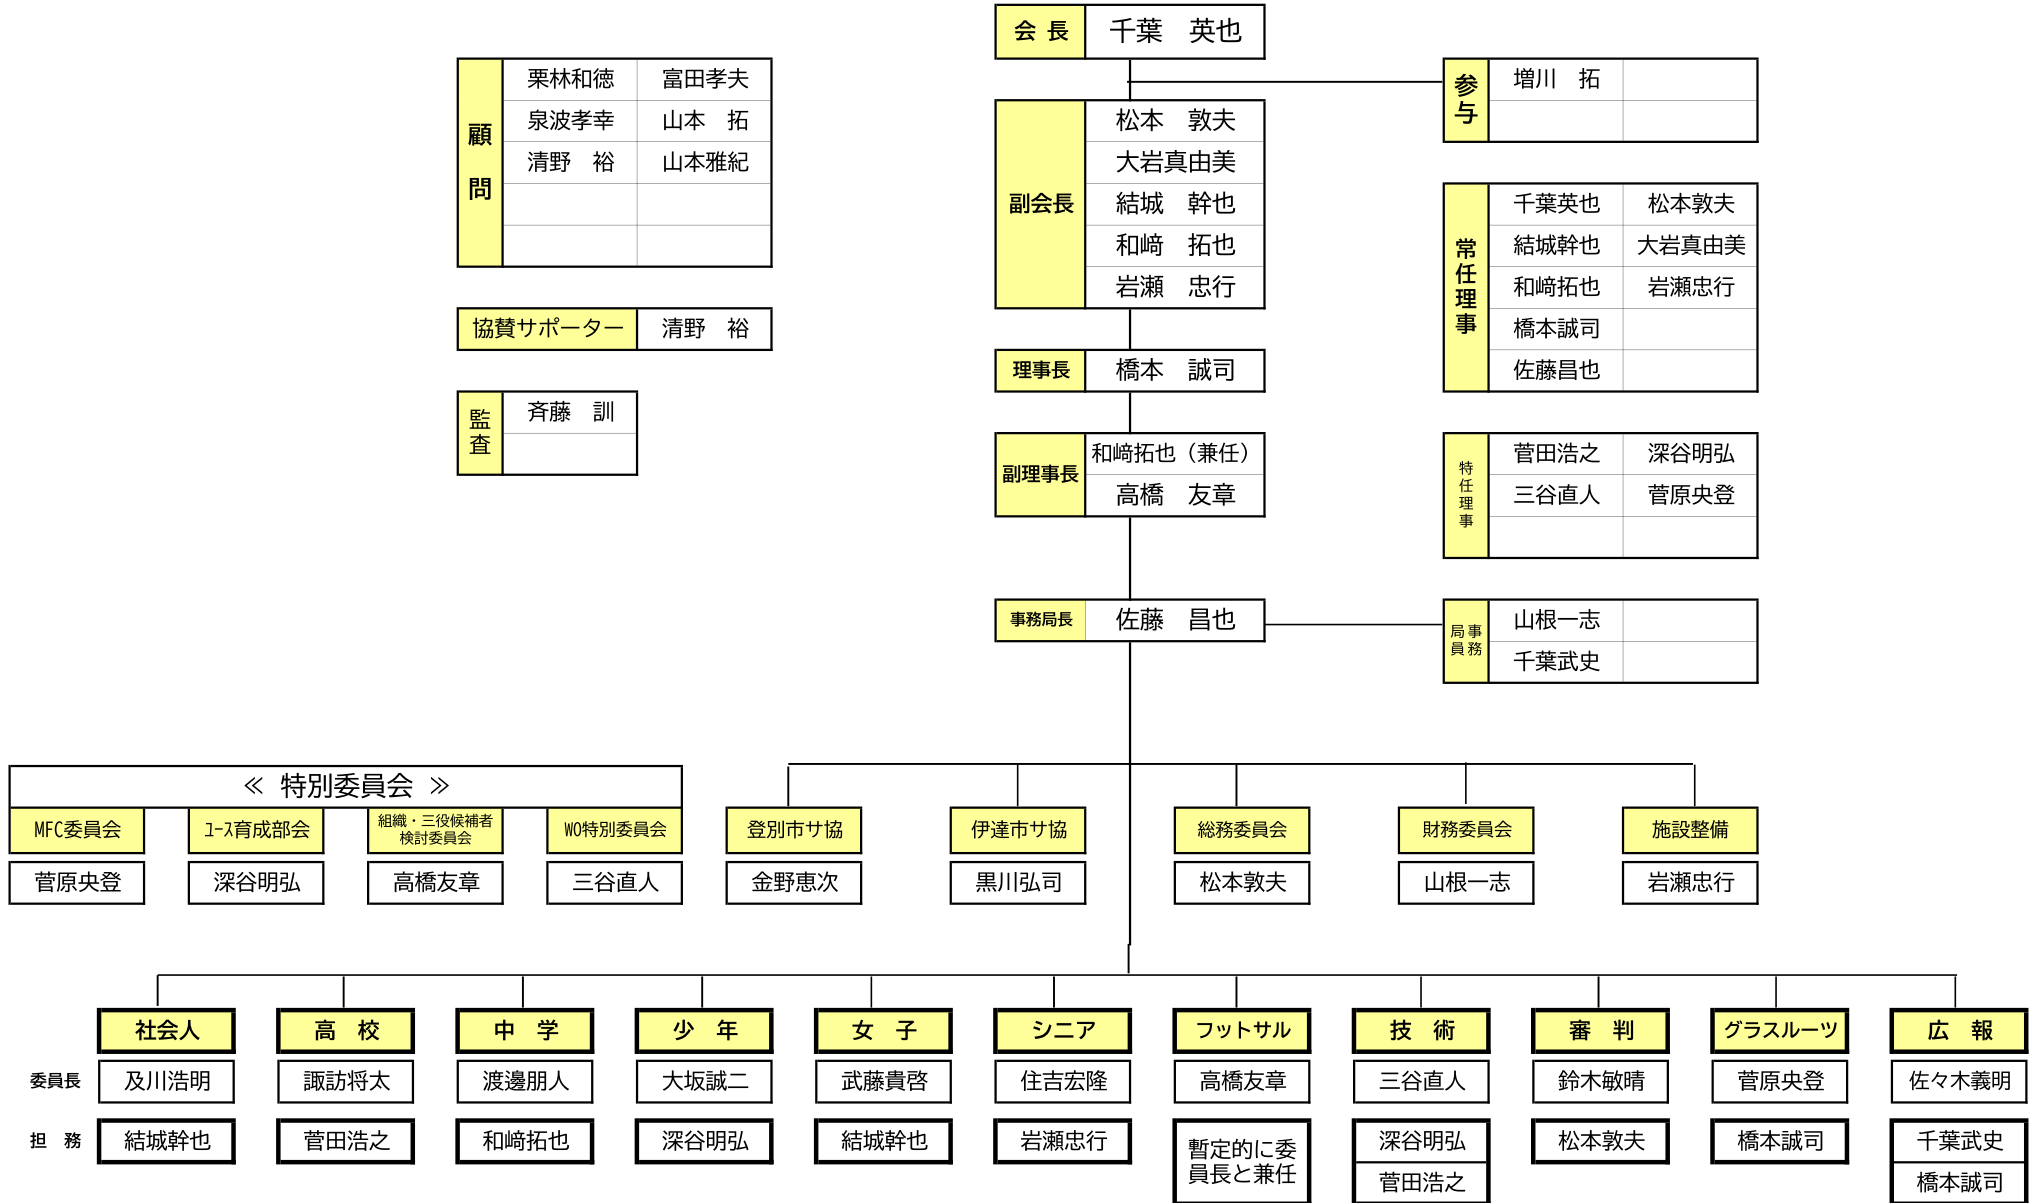 会 長 千葉　英也
顧問
栗林和徳 富田孝夫
泉波孝幸 山本　拓
清野　裕 山本雅紀
参与
増川　拓
副会長
松本　敦夫
大岩真由美
結城　幹也
和﨑　拓也
岩瀬　忠行
常任理事
千葉英也 松本敦夫
結城幹也 大岩真由美
和﨑拓也 岩瀬忠行
橋本誠司
佐藤昌也
協賛サポーター 清野　裕
理事長 橋本　誠司
監査
斉藤　訓
副理事長
和﨑拓也（兼任）
高橋　友章
特任理事
菅田浩之 深谷明弘
三谷直人 菅原央登
事務局長 佐藤　昌也
事務局員
山根一志
千葉武史
≪ 特別委員会 ≫
MFC委員会 ﾕｰｽ育成部会 組織・三役候補者 WO特別委員会 登別市サ協 伊達市サ協 総務委員会 財務委員会 施設整備
検討委員会
菅原央登 深谷明弘 高橋友章 三谷直人 金野恵次 黒川弘司 松本敦夫 山根一志 岩瀬忠行
社会人 高　校 中　学 少　年 女　子 シニア フットサル 技　術 審　判 グラスルーツ 広　報
委員長 及川浩明 諏訪将太 渡邊朋人 大坂誠二 武藤貴啓 住吉宏隆 高橋友章 三谷直人 鈴木敏晴 菅原央登 佐々木義明
担　務 結城幹也 菅田浩之 和﨑拓也 深谷明弘 結城幹也 岩瀬忠行 暫定的に委 深谷明弘 松本敦夫 橋本誠司 千葉武史
員長と兼任 菅田浩之 橋本誠司